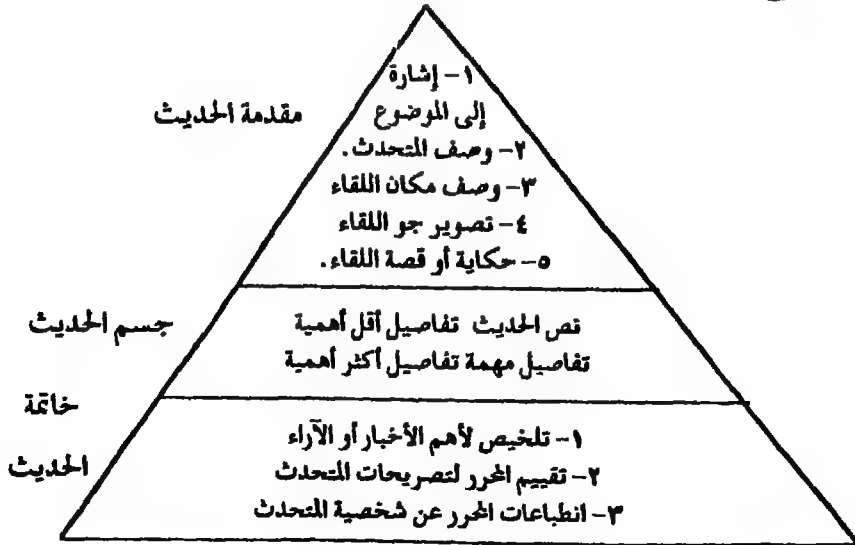 ١- إشارة
إلى الموضوع
مقدمة الحديث
٢- وصف المتحدث.
٣- وصف مكان اللقاء
٤- تصوير جو اللقاء
٥- حكاية أو قصة اللقاء.
جسم الحديث
نص الحديث تفاصيل أقل أهمية
تفاصيل مهمة تفاصيل أكثر أهمية
خاتمة
الحديث
١- تلخيص لأهم الأخبار أو الآراء
٢- تقييم المحرر لتصريحات المتحدث
٣- انطباعات المحرر عن شخصية المتحدث